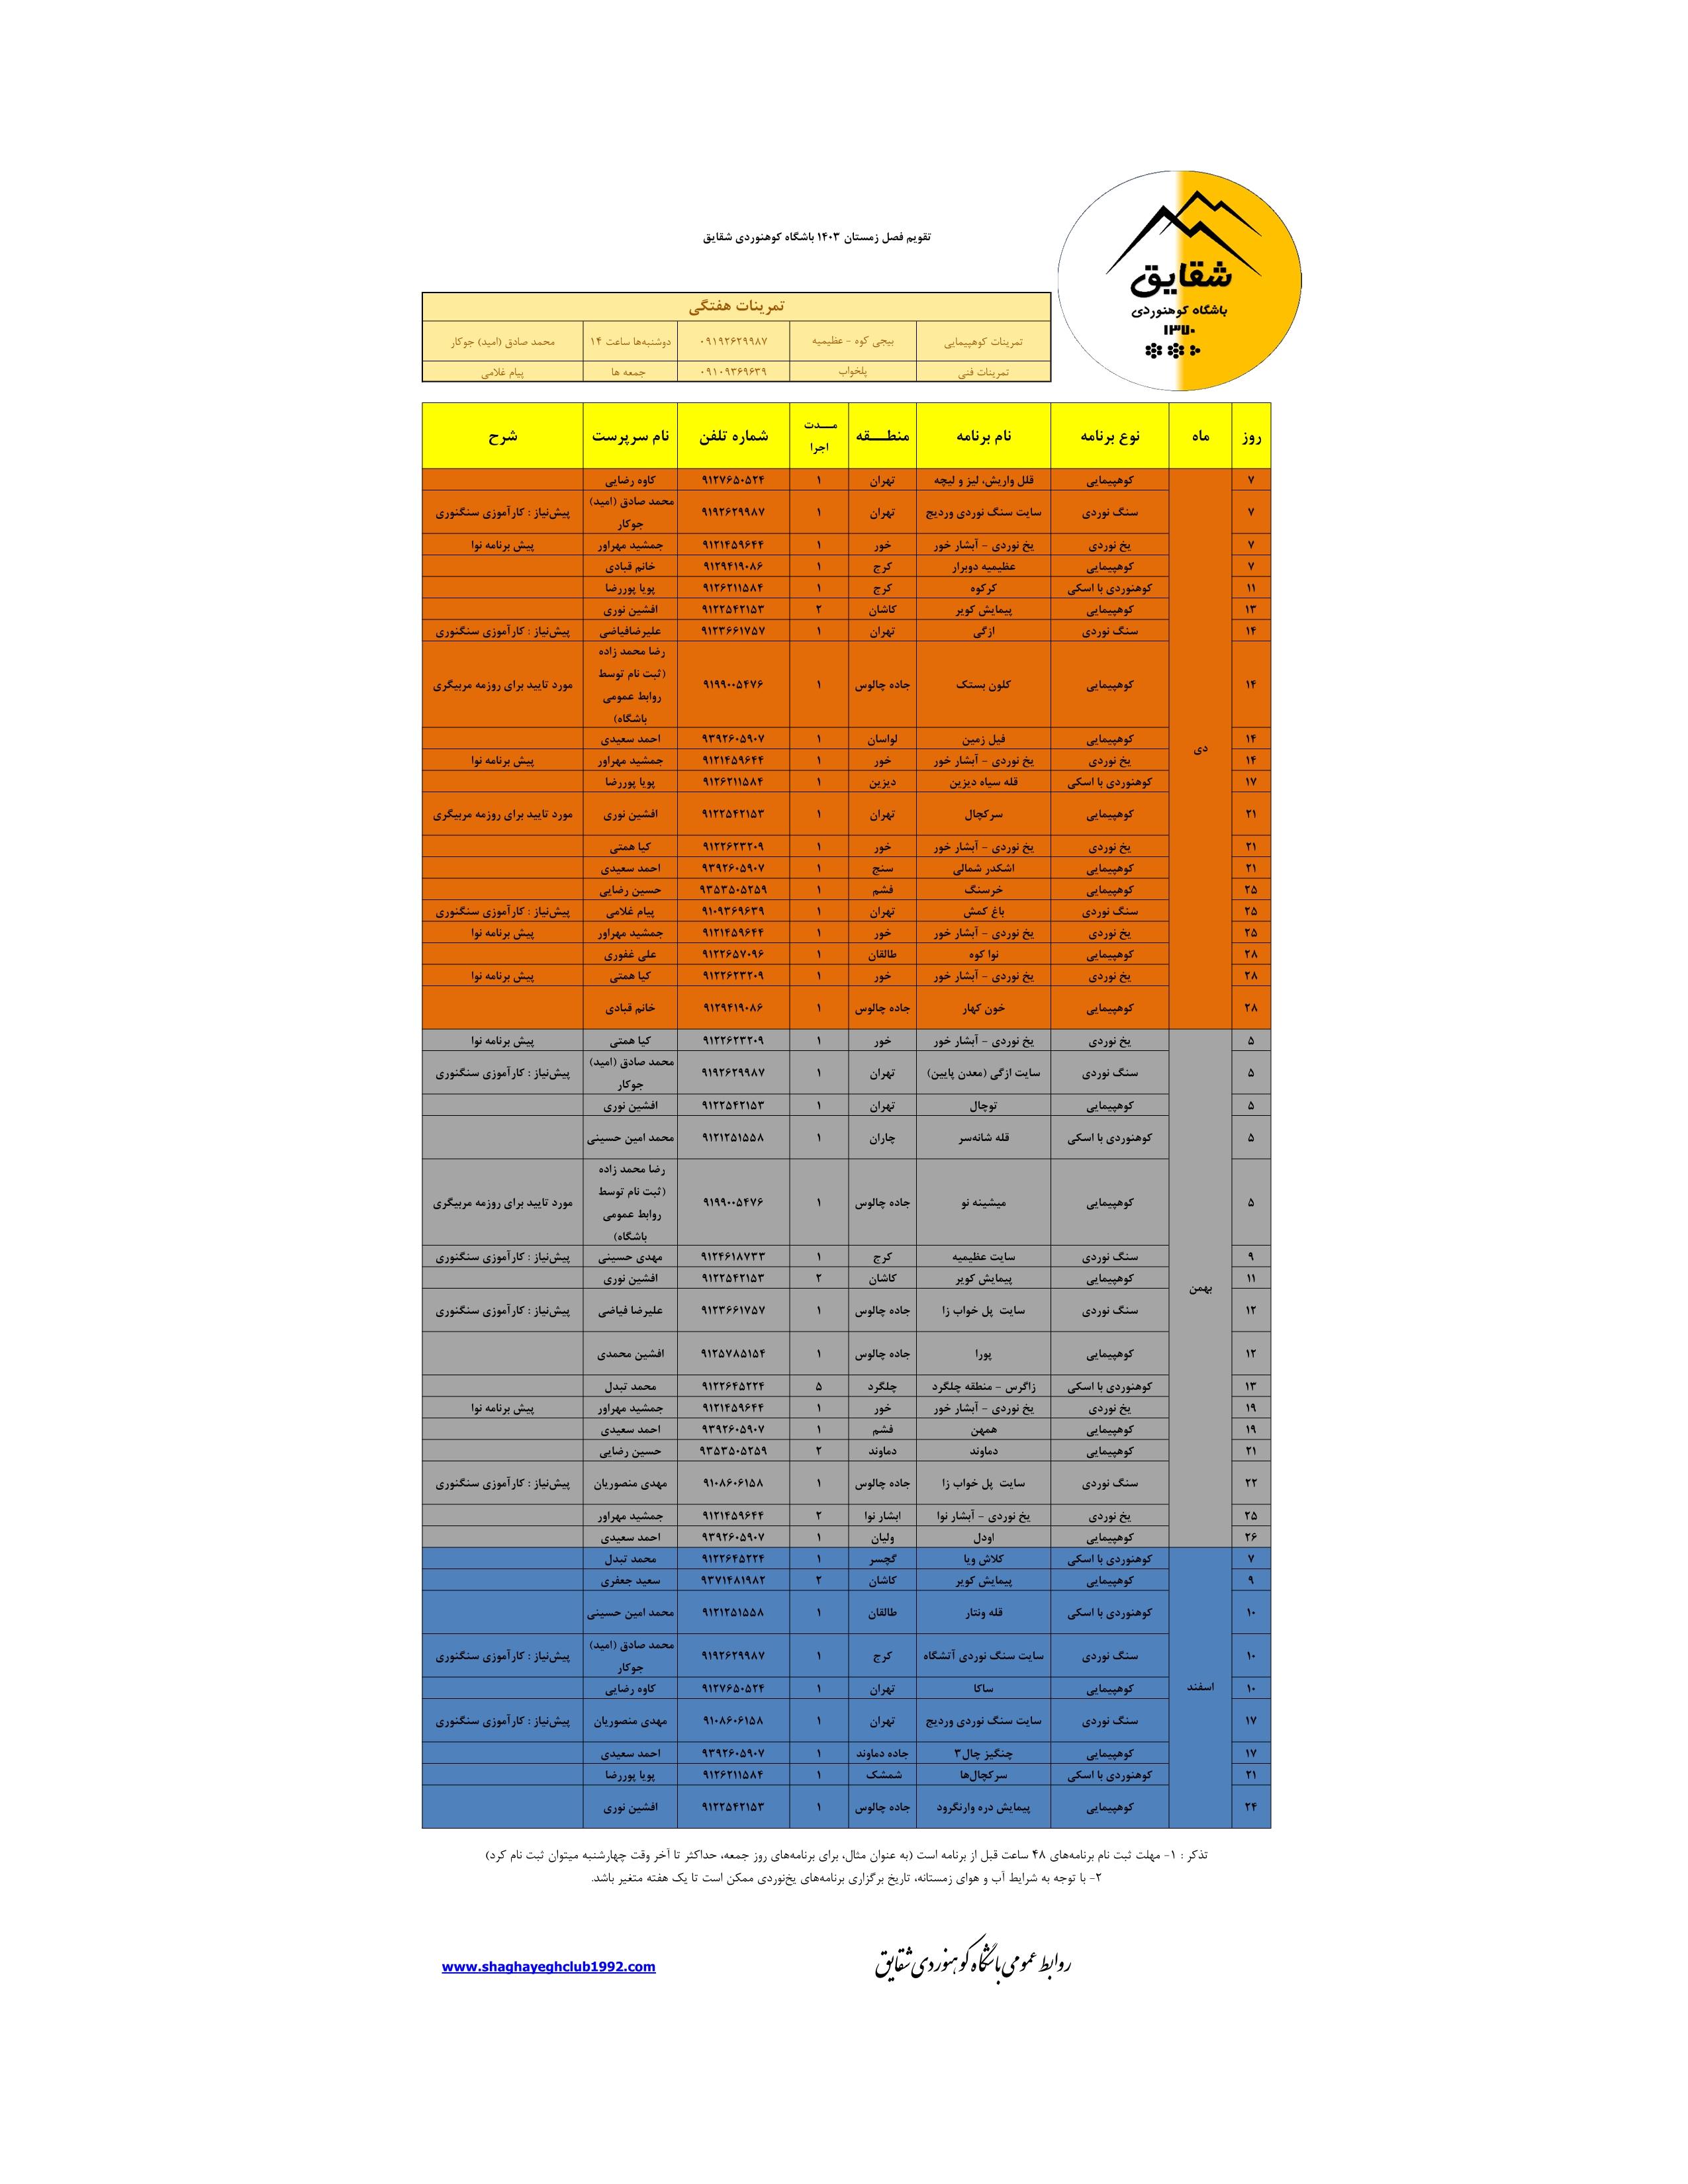 شقایق
باشگاه کوهنوردی
۱۳۷۰
تقویم فصل زمستان ۱۴۰۳ باشگاه کوهنوردی شقایق
تمرینات هفتگی
تمرینات کوهپیمایی بیجی کوه - عظیمیه ۰۹۱۹۲۶۲۹۹۸۷ دوشنبه‌ها ساعت ۱۴ محمد صادق (امید) جوکار
تمرینات فنی پلخواب ۰۹۱۰۹۳۶۹۶۳۹ جمعه ها پیام غلامی
روز ماه نوع برنامه نام برنامه منطـــقه مـــدت اجرا شماره تلفن نام سرپرست شرح
دی
۷ کوهپیمایی قلل واریش، لیز و لیچه تهران ۱ ۹۱۲۷۶۵۰۵۲۴ کاوه رضایی
۷ سنگ نوردی سایت سنگ نوردی وردیج تهران ۱ ۹۱۹۲۶۲۹۹۸۷ محمد صادق (امید) جوکار پیش‌نیاز : کارآموزی سنگنوری
۷ یخ نوردی یخ نوردی - آبشار خور خور ۱ ۹۱۲۱۴۵۹۶۴۴ جمشید مهراور پیش برنامه نوا
۷ کوهپیمایی عظیمیه دوبرار کرج ۱ ۹۱۲۹۴۱۹۰۸۶ خانم قبادی
۱۱ کوهنوردی با اسکی کرکوه کرج ۱ ۹۱۲۶۲۱۱۵۸۴ پویا پوررضا
۱۳ کوهپیمایی پیمایش کویر کاشان ۲ ۹۱۲۲۵۴۲۱۵۳ افشین نوری
۱۴ سنگ نوردی ازگی تهران ۱ ۹۱۲۳۶۶۱۷۵۷ علیرضافیاضی پیش‌نیاز : کارآموزی سنگنوری
۱۴ کوهپیمایی کلون بستک جاده چالوس ۱ ۹۱۹۹۰۰۵۴۷۶ رضا محمد زاده (ثبت نام توسط روابط عمومی باشگاه) مورد تایید برای روزمه مربیگری
۱۴ کوهپیمایی فیل زمین لواسان ۱ ۹۳۹۲۶۰۵۹۰۷ احمد سعیدی
۱۴ یخ نوردی یخ نوردی - آبشار خور خور ۱ ۹۱۲۱۴۵۹۶۴۴ جمشید مهراور پیش برنامه نوا
۱۷ کوهنوردی با اسکی قله سیاه دیزین دیزین ۱ ۹۱۲۶۲۱۱۵۸۴ پویا پوررضا
۲۱ کوهپیمایی سرکچال تهران ۱ ۹۱۲۲۵۴۲۱۵۳ افشین نوری مورد تایید برای روزمه مربیگری
۲۱ یخ نوردی یخ نوردی - آبشار خور خور ۱ ۹۱۲۲۶۲۳۲۰۹ کیا همتی
۲۱ کوهپیمایی اشکدر شمالی سنج ۱ ۹۳۹۲۶۰۵۹۰۷ احمد سعیدی
۲۵ کوهپیمایی خرسنگ فشم ۱ ۹۳۵۳۵۰۵۲۵۹ حسین رضایی
۲۵ سنگ نوردی باغ کمش تهران ۱ ۹۱۰۹۳۶۹۶۳۹ پیام غلامی پیش‌نیاز : کارآموزی سنگنوری
۲۵ یخ نوردی یخ نوردی - آبشار خور خور ۱ ۹۱۲۱۴۵۹۶۴۴ جمشید مهراور پیش برنامه نوا
۲۸ کوهپیمایی نوا کوه طالقان ۱ ۹۱۲۲۶۵۷۰۹۶ علی غفوری
۲۸ یخ نوردی یخ نوردی - آبشار خور خور ۱ ۹۱۲۲۶۲۳۲۰۹ کیا همتی پیش برنامه نوا
۲۸ کوهپیمایی خون کهار جاده چالوس ۱ ۹۱۲۹۴۱۹۰۸۶ خانم قبادی
بهمن
۵ یخ نوردی یخ نوردی - آبشار خور خور ۱ ۹۱۲۲۶۲۳۲۰۹ کیا همتی پیش برنامه نوا
۵ سنگ نوردی سایت ازگی (معدن پایین) تهران ۱ ۹۱۹۲۶۲۹۹۸۷ محمد صادق (امید) جوکار پیش‌نیاز : کارآموزی سنگنوری
۵ کوهپیمایی توچال تهران ۱ ۹۱۲۲۵۴۲۱۵۳ افشین نوری
۵ کوهنوردی با اسکی قله شانه‌سر چاران ۱ ۹۱۲۱۲۵۱۵۵۸ محمد امین حسینی
۵ کوهپیمایی میشینه نو جاده چالوس ۱ ۹۱۹۹۰۰۵۴۷۶ رضا محمد زاده (ثبت نام توسط روابط عمومی باشگاه) مورد تایید برای روزمه مربیگری
۹ سنگ نوردی سایت عظیمیه کرج ۱ ۹۱۲۴۶۱۸۷۳۳ مهدی حسینی پیش‌نیاز : کارآموزی سنگنوری
۱۱ کوهپیمایی پیمایش کویر کاشان ۲ ۹۱۲۲۵۴۲۱۵۳ افشین نوری
۱۲ سنگ نوردی سایت پل خواب زا جاده چالوس ۱ ۹۱۲۳۶۶۱۷۵۷ علیرضا فیاضی پیش‌نیاز : کارآموزی سنگنوری
۱۲ کوهپیمایی پورا جاده چالوس ۱ ۹۱۲۵۷۸۵۱۵۴ افشین محمدی
۱۳ کوهنوردی با اسکی زاگرس - منطقه چلگرد چلگرد ۵ ۹۱۲۲۶۴۵۲۲۴ محمد تبدل
۱۹ یخ نوردی یخ نوردی - آبشار خور خور ۱ ۹۱۲۱۴۵۹۶۴۴ جمشید مهراور پیش برنامه نوا
۱۹ کوهپیمایی همهن فشم ۱ ۹۳۹۲۶۰۵۹۰۷ احمد سعیدی
۲۱ کوهپیمایی دماوند دماوند ۲ ۹۳۵۳۵۰۵۲۵۹ حسین رضایی
۲۲ سنگ نوردی سایت پل خواب زا جاده چالوس ۱ ۹۱۰۸۶۰۶۱۵۸ مهدی منصوریان پیش‌نیاز : کارآموزی سنگنوری
۲۵ یخ نوردی یخ نوردی - آبشار نوا ابشار نوا ۲ ۹۱۲۱۴۵۹۶۴۴ جمشید مهراور
۲۶ کوهپیمایی اودل ولیان ۱ ۹۳۹۲۶۰۵۹۰۷ احمد سعیدی
اسفند
۷ کوهنوردی با اسکی کلاش ویا گچسر ۱ ۹۱۲۲۶۴۵۲۲۴ محمد تبدل
۹ کوهپیمایی پیمایش کویر کاشان ۲ ۹۳۷۱۴۸۱۹۸۲ سعید جعفری
۱۰ کوهنوردی با اسکی قله ونتار طالقان ۱ ۹۱۲۱۲۵۱۵۵۸ محمد امین حسینی
۱۰ سنگ نوردی سایت سنگ نوردی آتشگاه کرج ۱ ۹۱۹۲۶۲۹۹۸۷ محمد صادق (امید) جوکار پیش‌نیاز : کارآموزی سنگنوری
۱۰ کوهپیمایی ساکا تهران ۱ ۹۱۲۷۶۵۰۵۲۴ کاوه رضایی
۱۷ سنگ نوردی سایت سنگ نوردی وردیج تهران ۱ ۹۱۰۸۶۰۶۱۵۸ مهدی منصوریان پیش‌نیاز : کارآموزی سنگنوری
۱۷ کوهپیمایی چنگیز چال۳ جاده دماوند ۱ ۹۳۹۲۶۰۵۹۰۷ احمد سعیدی
۲۱ کوهنوردی با اسکی سرکچال‌ها شمشک ۱ ۹۱۲۶۲۱۱۵۸۴ پویا پوررضا
۲۴ کوهپیمایی پیمایش دره وارنگرود جاده چالوس ۱ ۹۱۲۲۵۴۲۱۵۳ افشین نوری
تذکر : ۱- مهلت ثبت نام برنامه‌های ۴۸ ساعت قبل از برنامه است (به عنوان مثال، برای برنامه‌های روز جمعه، حداکثر تا آخر وقت چهارشنبه میتوان ثبت نام کرد)
۲- با توجه به شرایط آب و هوای زمستانه، تاریخ برگزاری برنامه‌های یخ‌نوردی ممکن است تا یک هفته متغیر باشد.
روابط عمومی باشگاه کوهنوردی شقایق
www.shaghayeghclub1992.com